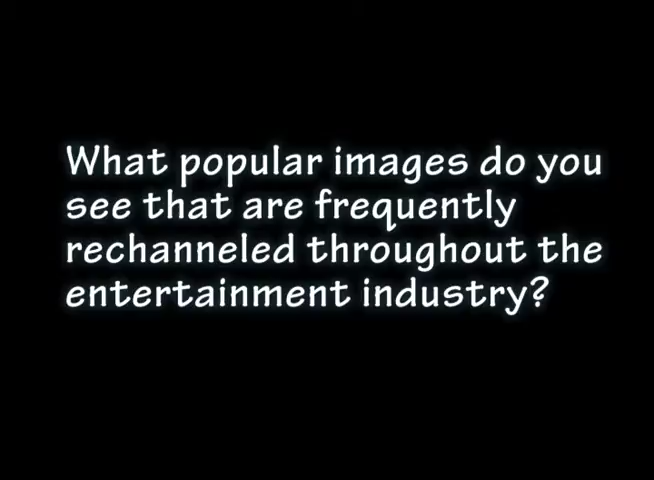 What popular images do you
see that are frequently
rechanneled throughout the
entertainment industry?